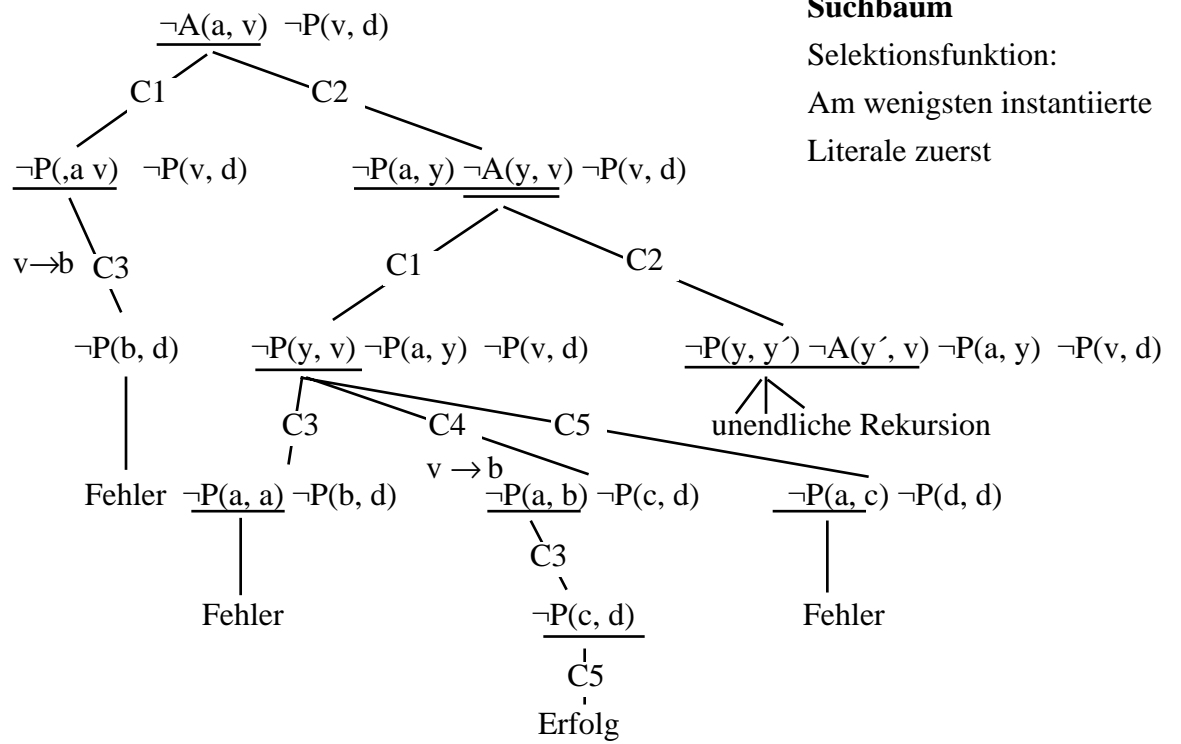 Suchbaum
Selektionsfunktion:
Am wenigsten instantiierte
Literale zuerst
¬A(a, v) ¬P(v, d)
C1 C2
¬P(,a v) ¬P(v, d) ¬P(a, y) ¬A(y, v) ¬P(v, d)
v→b C3 C1 C2
¬P(b, d) ¬P(y, v) ¬P(a, y) ¬P(v, d) ¬P(y, y´) ¬A(y´, v) ¬P(a, y) ¬P(v, d)
C3 C4 C5 unendliche Rekursion
v → b
Fehler ¬P(a, a) ¬P(b, d) ¬P(a, b) ¬P(c, d) ¬P(a, c) ¬P(d, d)
C3
Fehler ¬P(c, d) Fehler
C5
Erfolg